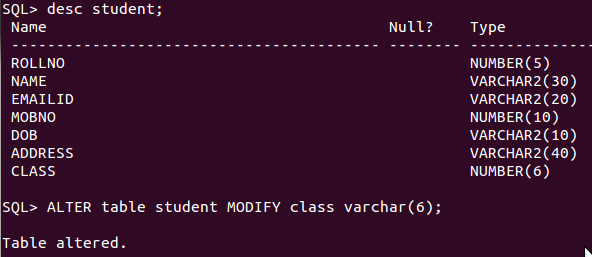 SQL> desc student;
Name Null? Type
----------------------------------------- -------- --------------
ROLLNO NUMBER(5)
NAME VARCHAR2(30)
EMAILID VARCHAR2(20)
MOBNO NUMBER(10)
DOB VARCHAR2(10)
ADDRESS VARCHAR2(40)
CLASS NUMBER(6)
SQL> ALTER table student MODIFY class varchar(6);
Table altered.